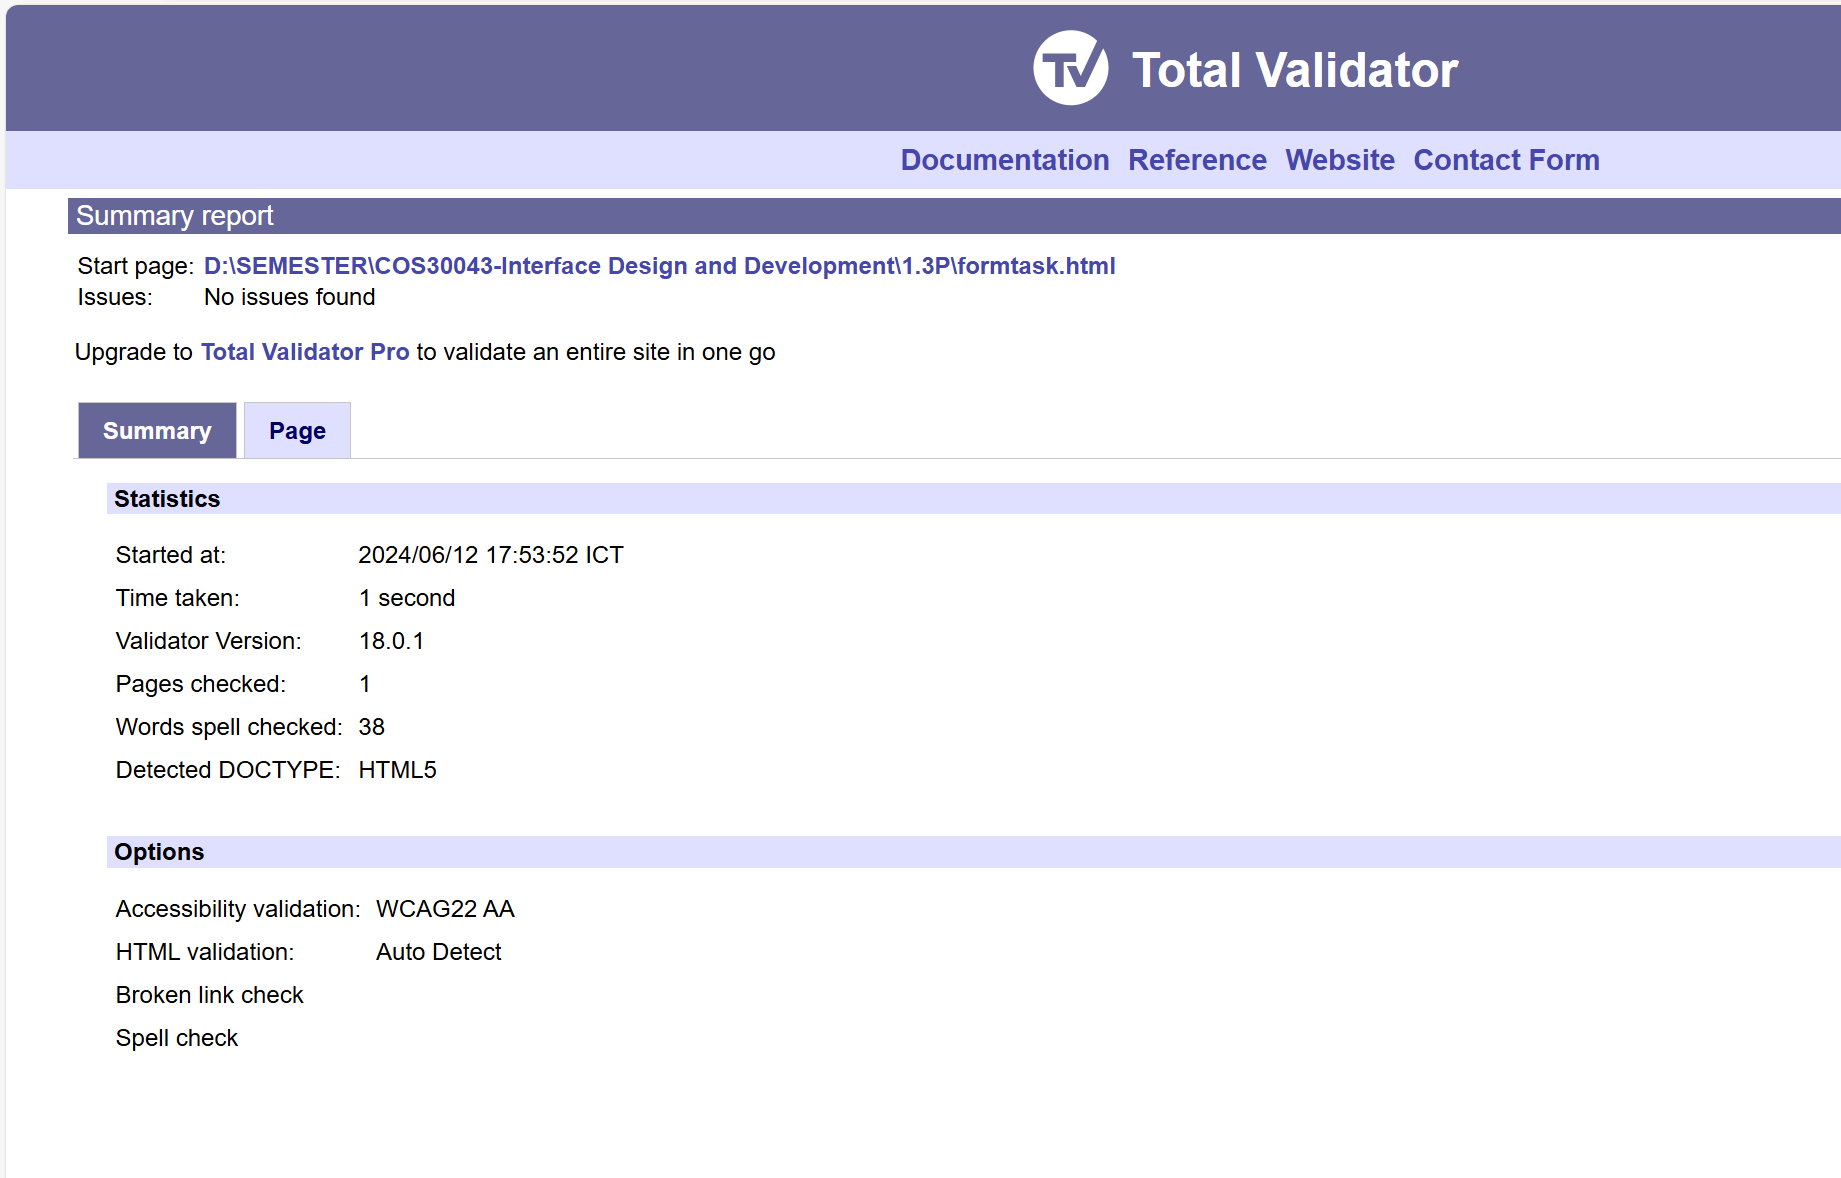 TV Total Validator
Documentation Reference Website Contact Form
Summary report
Start page: D:\SEMESTER\COS30043-Interface Design and Development\1.3P\formtask.html
Issues: No issues found
Upgrade to Total Validator Pro to validate an entire site in one go
Summary Page
Statistics
Started at: 2024/06/12 17:53:52 ICT
Time taken: 1 second
Validator Version: 18.0.1
Pages checked: 1
Words spell checked: 38
Detected DOCTYPE: HTML5
Options
Accessibility validation: WCAG22 AA
HTML validation: Auto Detect
Broken link check
Spell check